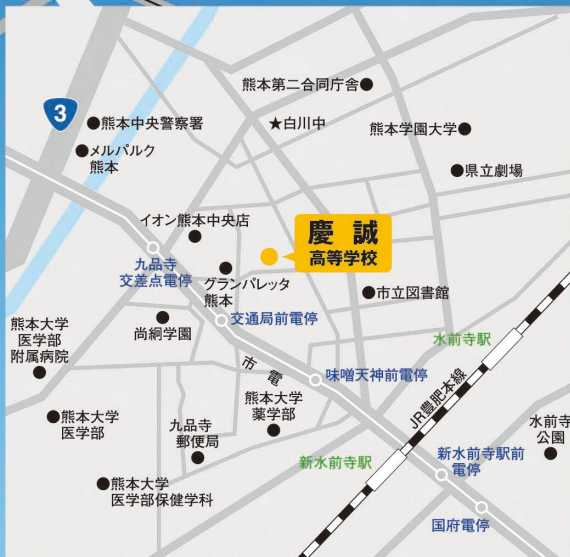 熊本第二合同庁舎
3
熊本中央警察署
★白川中
熊本学園大学
メルパルク
熊本
県立劇場
イオン熊本中央店
慶誠
高等学校
九品寺
交差点電停
グランパレッタ
熊本
市立図書館
熊本大学
医学部
附属病院
尚絅学園
交通局前電停
水前寺駅
市電
味噌天神前電停
JR豊肥本線
熊本大学
薬学部
熊本大学
医学部
九品寺
郵便局
水前寺
公園
新水前寺駅
新水前寺駅前
電停
熊本大学
医学部保健学科
国府電停